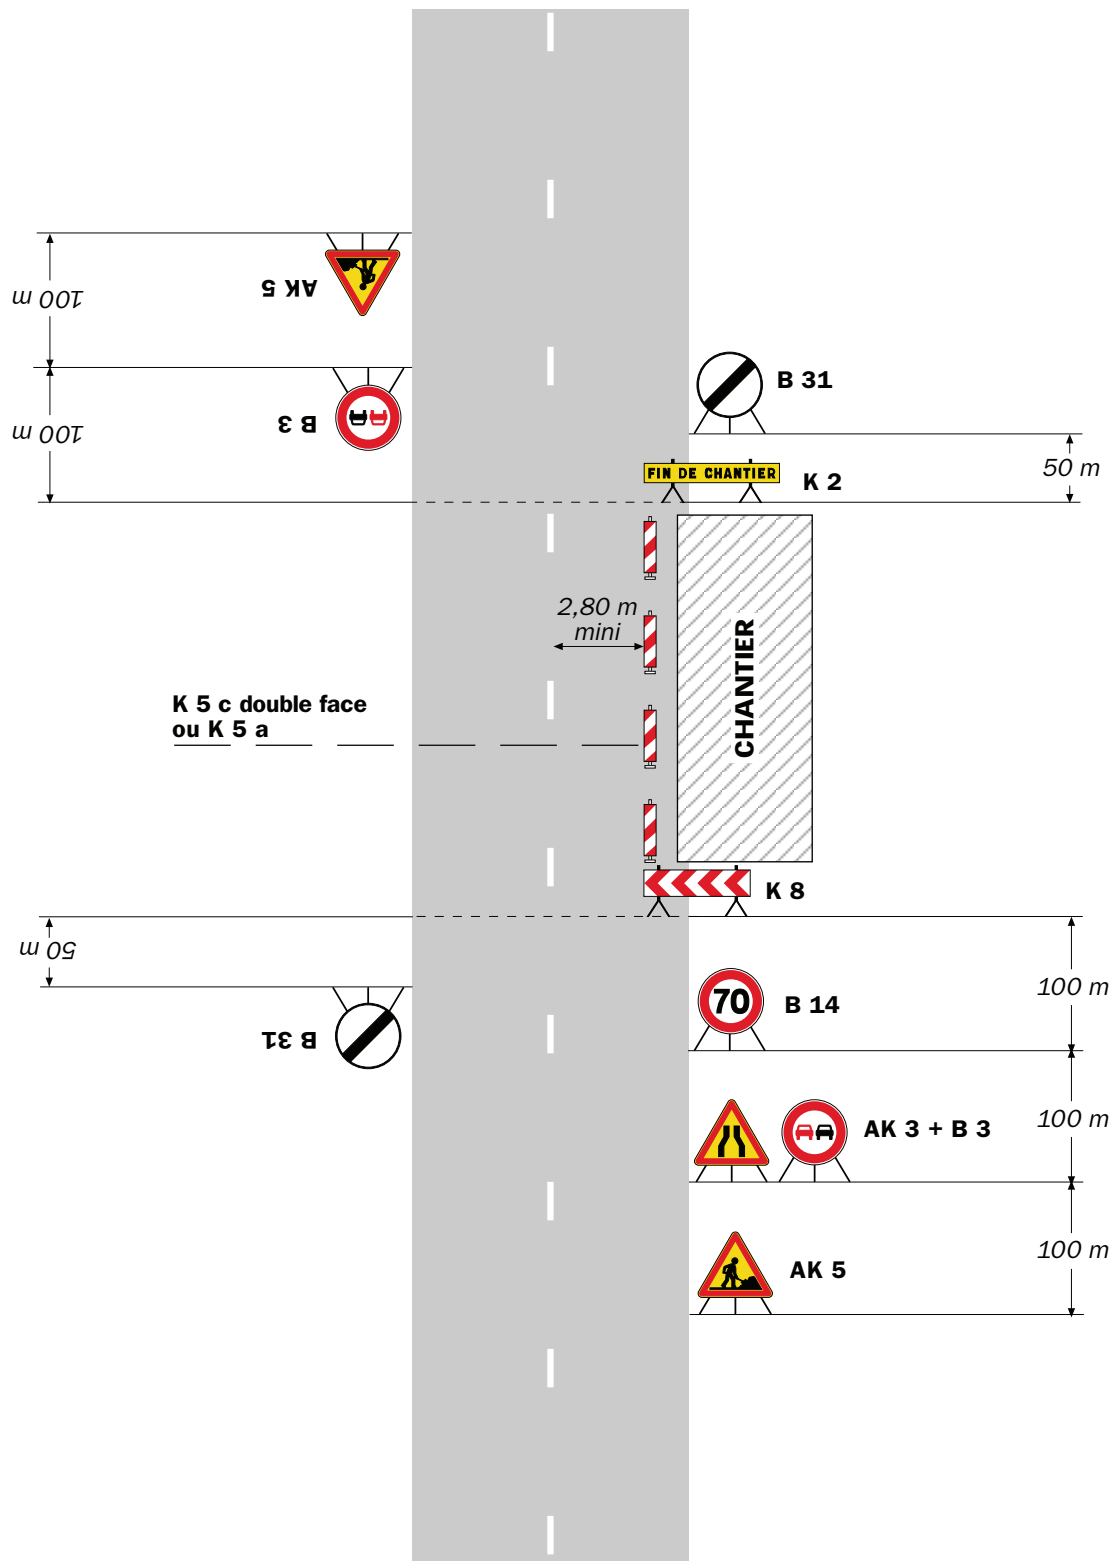 AK 5
100 m
B 3
100 m
B 31
50 m
FIN DE CHANTIER
K 2
2,80 m
mini
CHANTIER
K 5 c double face
ou K 5 a
K 8
50 m
B 31
70
B 14
100 m
AK 3 + B 3
100 m
AK 5
100 m